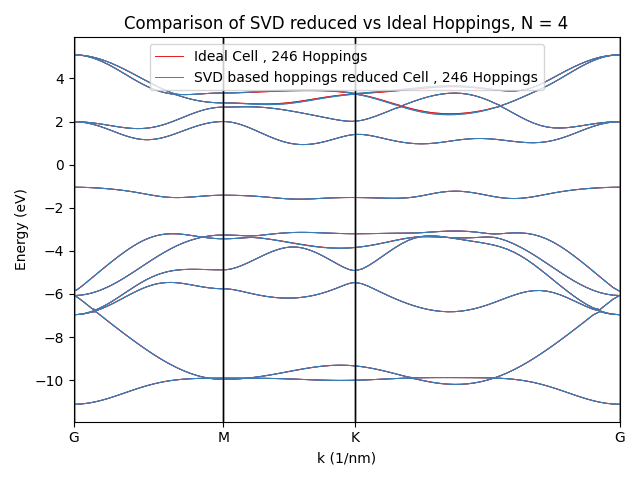 Comparison of SVD reduced vs Ideal Hoppings, N = 4
Ideal Cell , 246 Hoppings
SVD based hoppings reduced Cell , 246 Hoppings
Energy (eV)
4
2
0
−2
−4
−6
−8
−10
G M K G
k (1/nm)